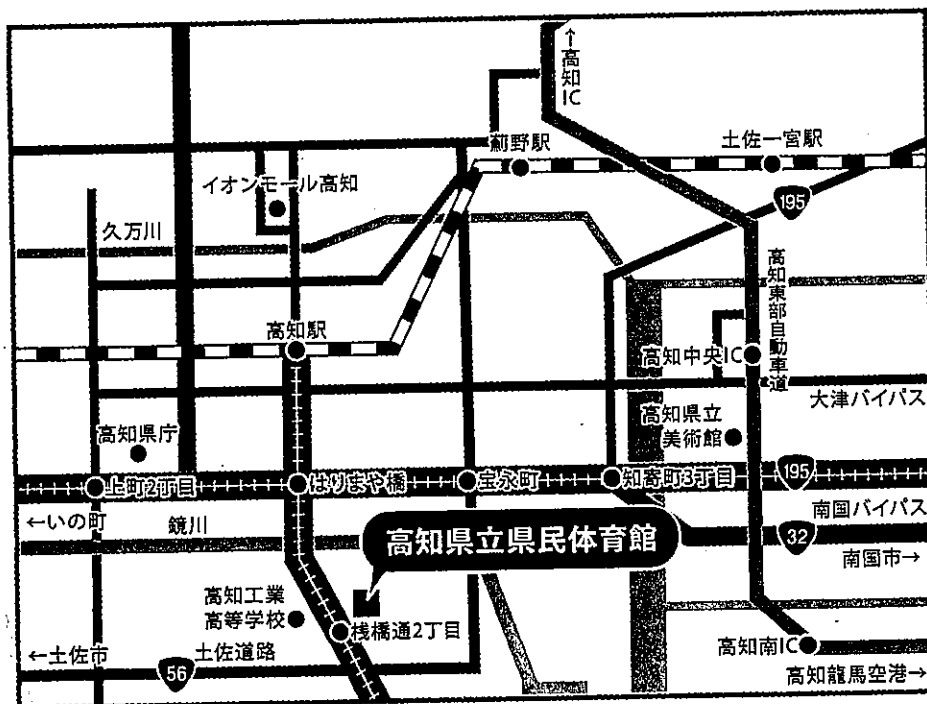 ↑高知IC
薊野駅
土佐一宮駅
イオンモール高知
195
久万川
高知東部自動車道
高知駅
高知中央IC
大津バイパス
高知県庁
高知県立
美術館
上町2丁目
はりまや橋
宝永町
知寄町3丁目
195
←いの町
鏡川
南国バイパス
高知県立県民体育館
32
南国市→
高知工業
高等学校
桟橋通2丁目
←土佐市
土佐道路
56
高知南IC
高知龍馬空港→